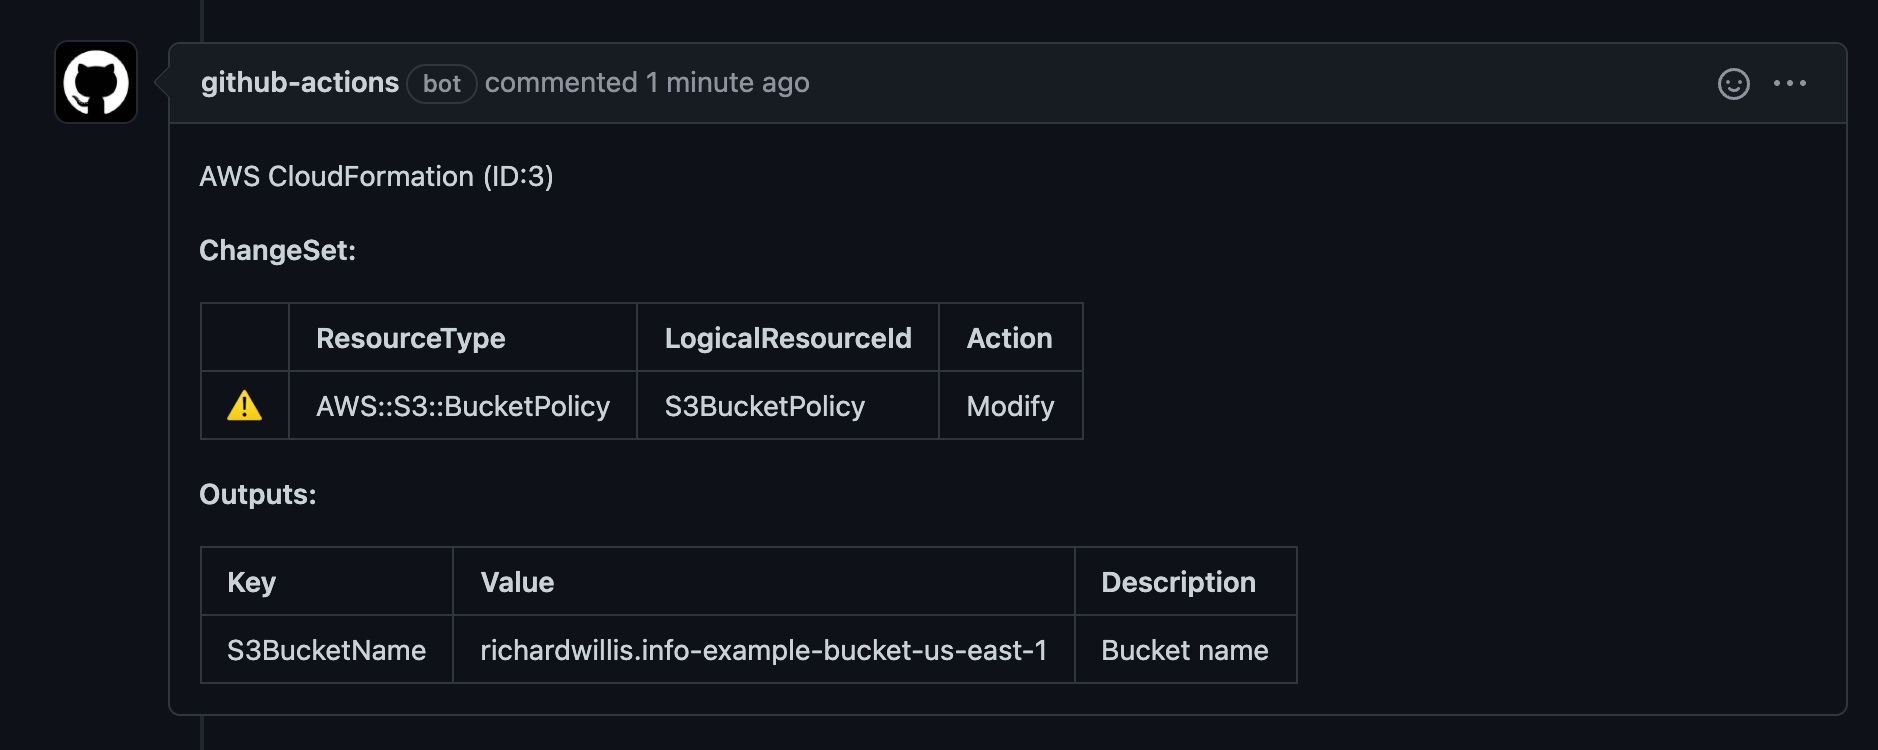 github-actions bot commented 1 minute ago
AWS CloudFormation (ID:3)
ChangeSet:
ResourceType LogicalResourceId Action
AWS::S3::BucketPolicy S3BucketPolicy Modify
Outputs:
Key Value Description
S3BucketName richardwillis.info-example-bucket-us-east-1 Bucket name